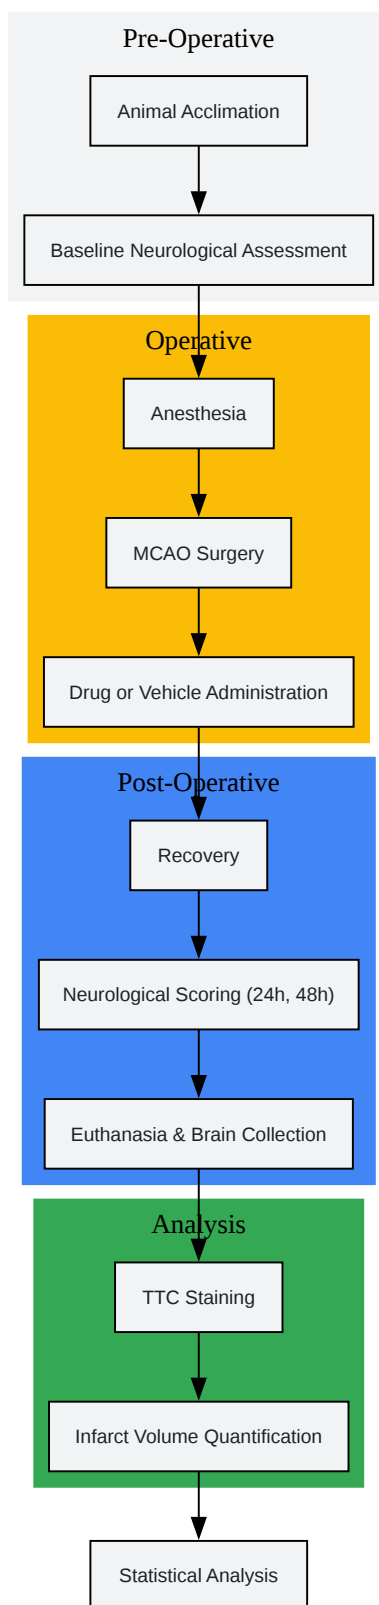 Pre-Operative
Animal Acclimation
Baseline Neurological Assessment
Operative
Anesthesia
MCAO Surgery
Drug or Vehicle Administration
Post-Operative
Recovery
Neurological Scoring (24h, 48h)
Euthanasia & Brain Collection
Analysis
TTC Staining
Infarct Volume Quantification
Statistical Analysis